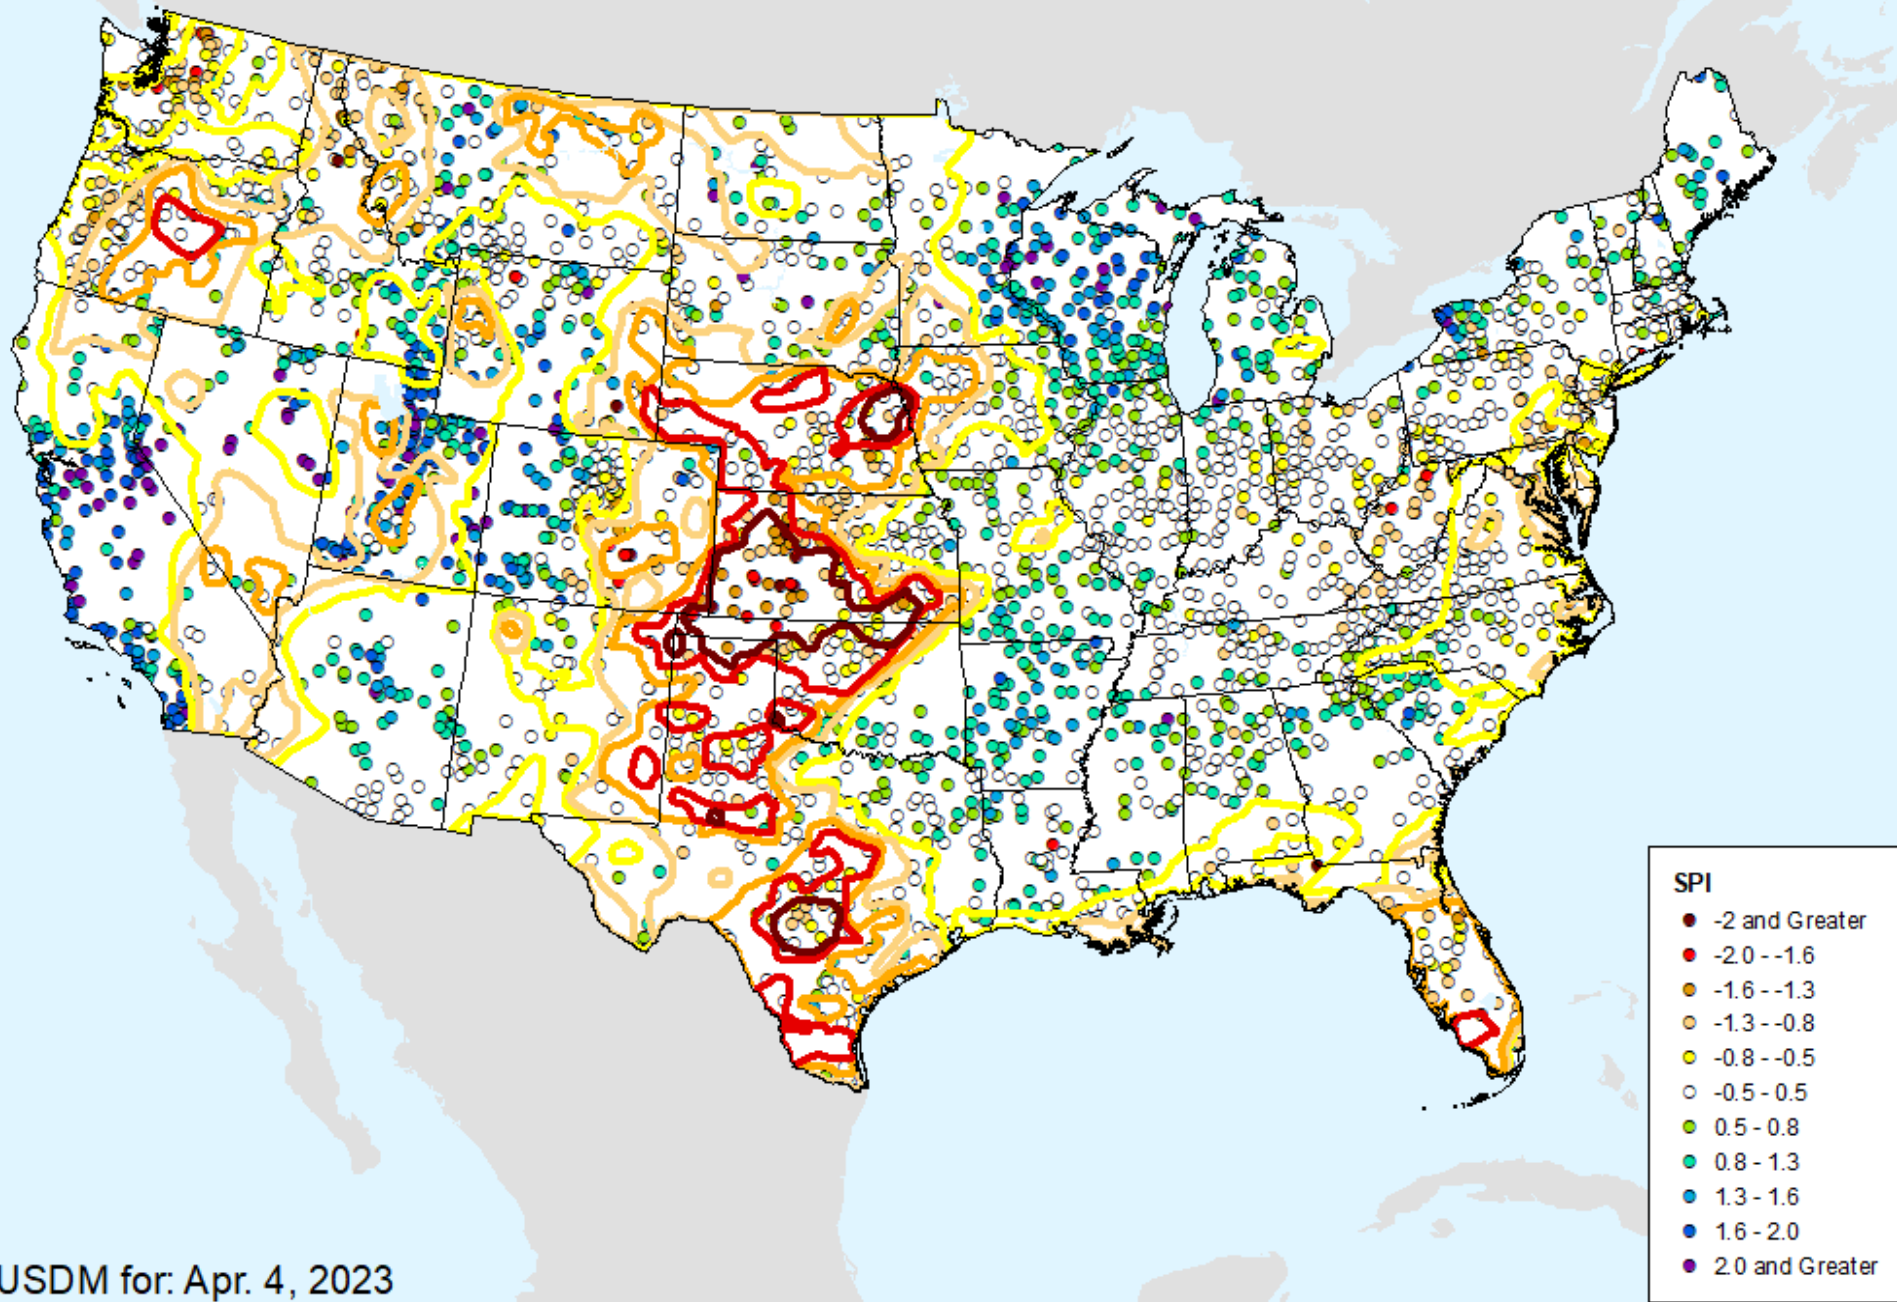 SPI
-2 and Greater
-2.0 - -1.6
-1.6 - -1.3
-1.3 - -0.8
-0.8 - -0.5
-0.5 - 0.5
0.5 - 0.8
0.8 - 1.3
1.3 - 1.6
1.6 - 2.0
2.0 and Greater
USDM for: Apr. 4, 2023